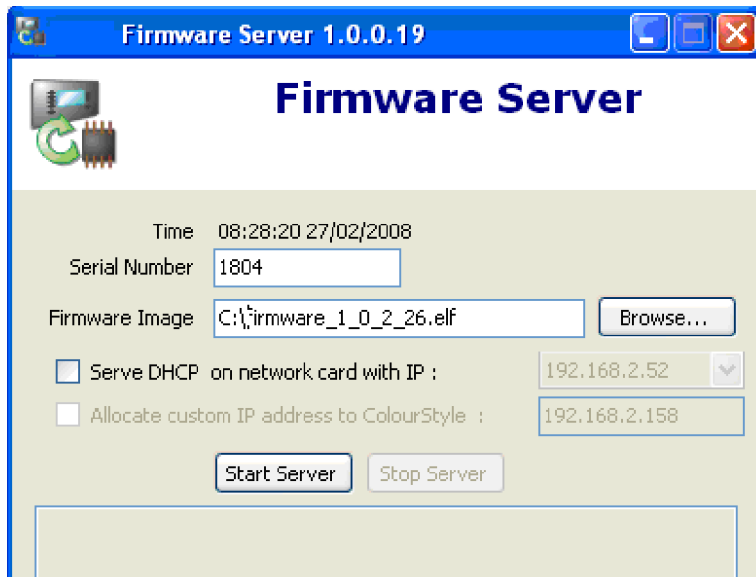 Firmware Server 1.0.0.19
Firmware Server
Time 08:28:20 27/02/2008
Serial Number 1804
Firmware Image C:\firmware_1_0_2_26.elf Browse...
Serve DHCP on network card with IP : 192.168.2.52
Allocate custom IP address to ColourStyle : 192.168.2.158
Start Server Stop Server